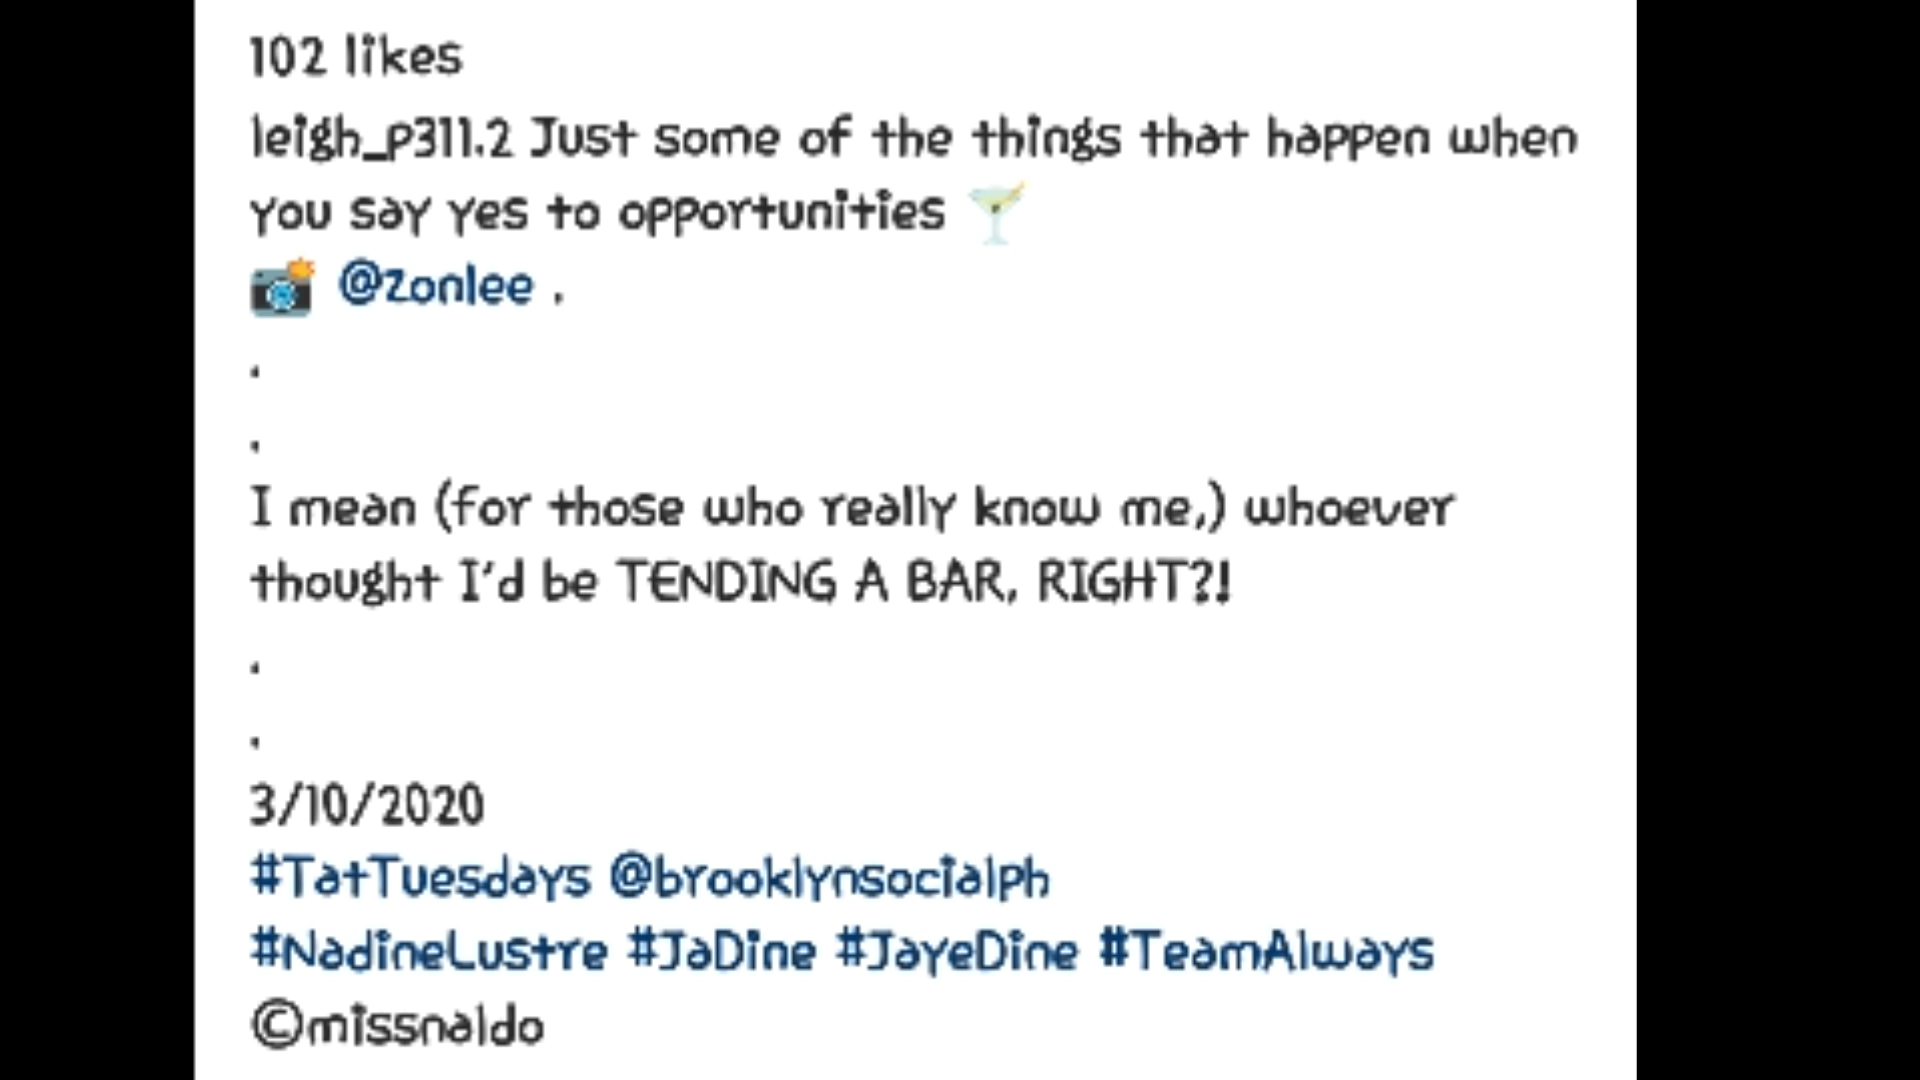 102 likes
leigh_p311.2 Just some of the things that happen when
you say yes to opportunities 🍸
📸 @zonlee .
.
.
I mean (for those who really know me,) whoever
thought I'd be TENDING A BAR, RIGHT?!
.
.
3/10/2020
#TatTuesdays @brooklynsocialph
#NadineLustre #JaDine #JayeDine #TeamAlways
©missnaldo